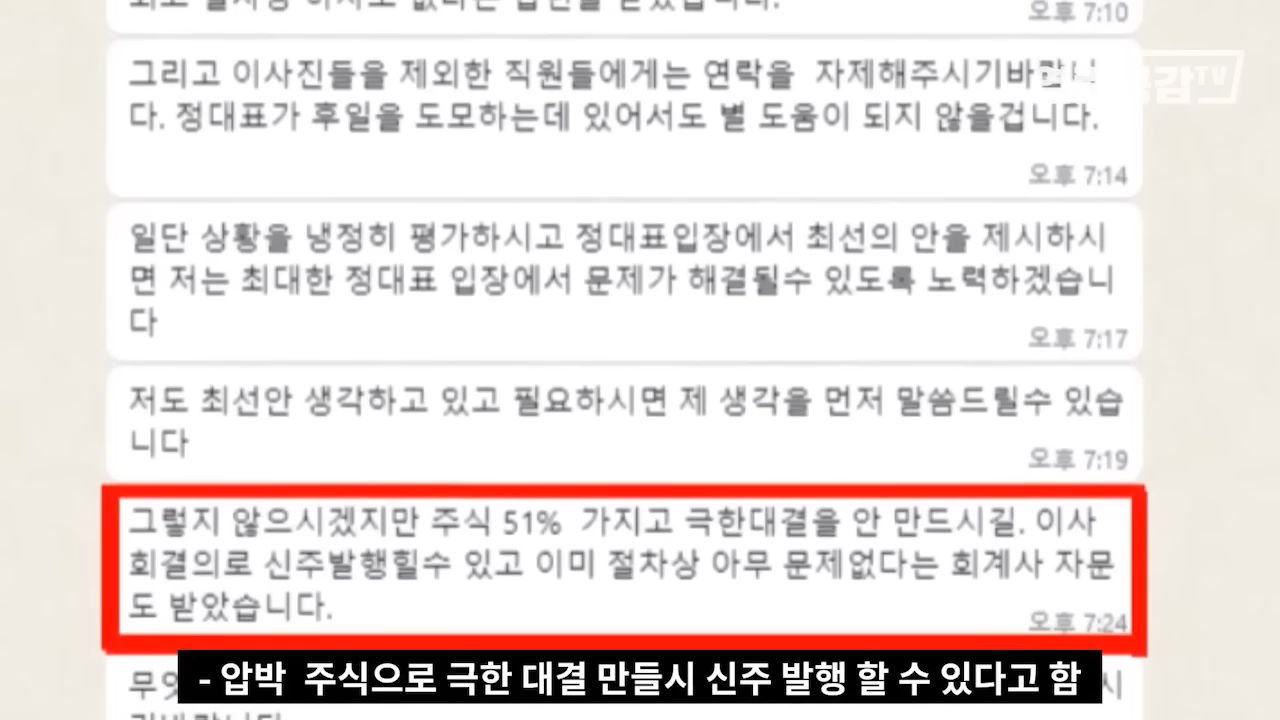 오후 7:10
그리고 이사진들을 제외한 직원들에게는 연락을 자제해주시기바랍니
다. 정대표가 후일을 도모하는데 있어서도 별 도움이 되지 않을겁니다.
오후 7:14
일단 상황을 냉정히 평가하시고 정대표입장에서 최선의 안을 제시하시
면 저는 최대한 정대표 입장에서 문제가 해결될수 있도록 노력하겠습니
다
오후 7:17
저도 최선안 생각하고 있고 필요하시면 제 생각을 먼저 말씀드릴수 있습
니다
오후 7:19
그렇지 않으시겠지만 주식 51% 가지고 극한대결을 안 만드시길. 이사
회결의로 신주발행힐수 있고 이미 절차상 아무 문제없다는 회계사 자문
도 받았습니다.
오후 7:24
- 압박 주식으로 극한 대결 만들시 신주 발행 할 수 있다고 함